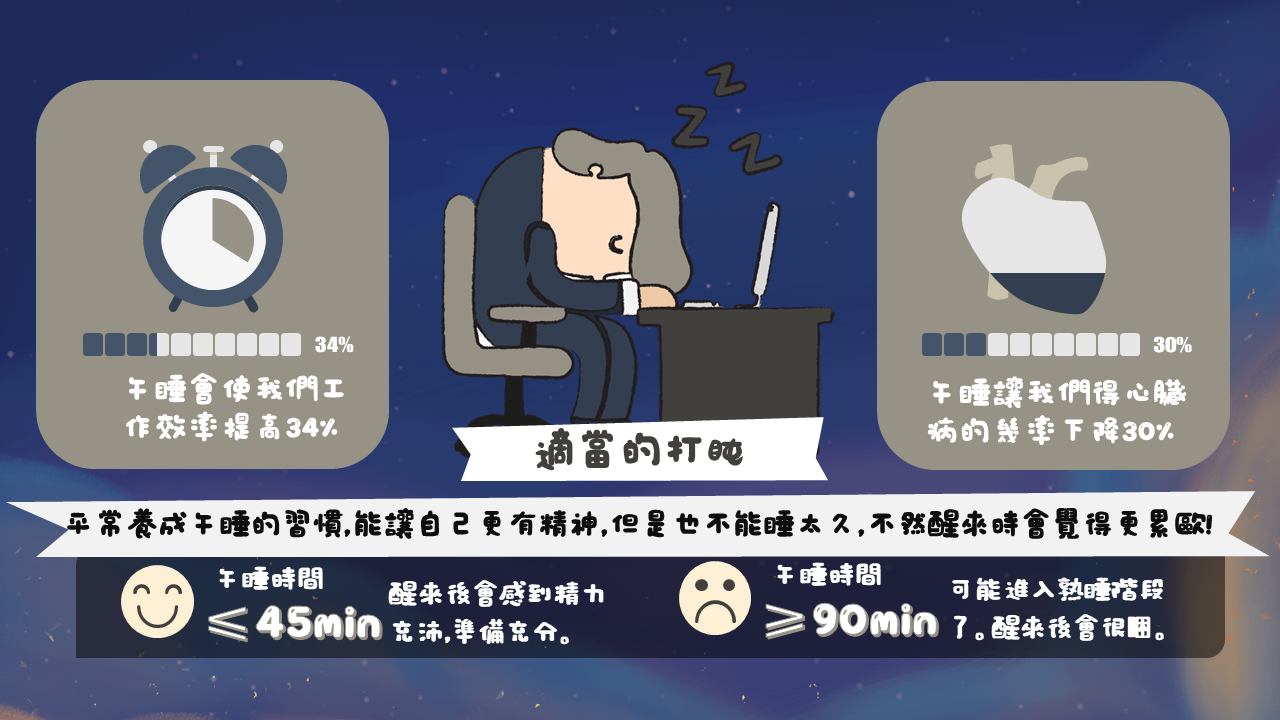 Z
Z
Z
34%
午睡會使我們工
作效率提高34%
30%
午睡讓我們得心臟
病的幾率下降30%
適當的打盹
平常養成午睡的習慣,能讓自己更有精神,但是也不能睡太久,不然醒來時會覺得更累歐!
午睡時間
≤45min
醒來後會感到精力
充沛,準備充分。
午睡時間
≥90min
可能進入熟睡階段
了。醒來後會很睏。